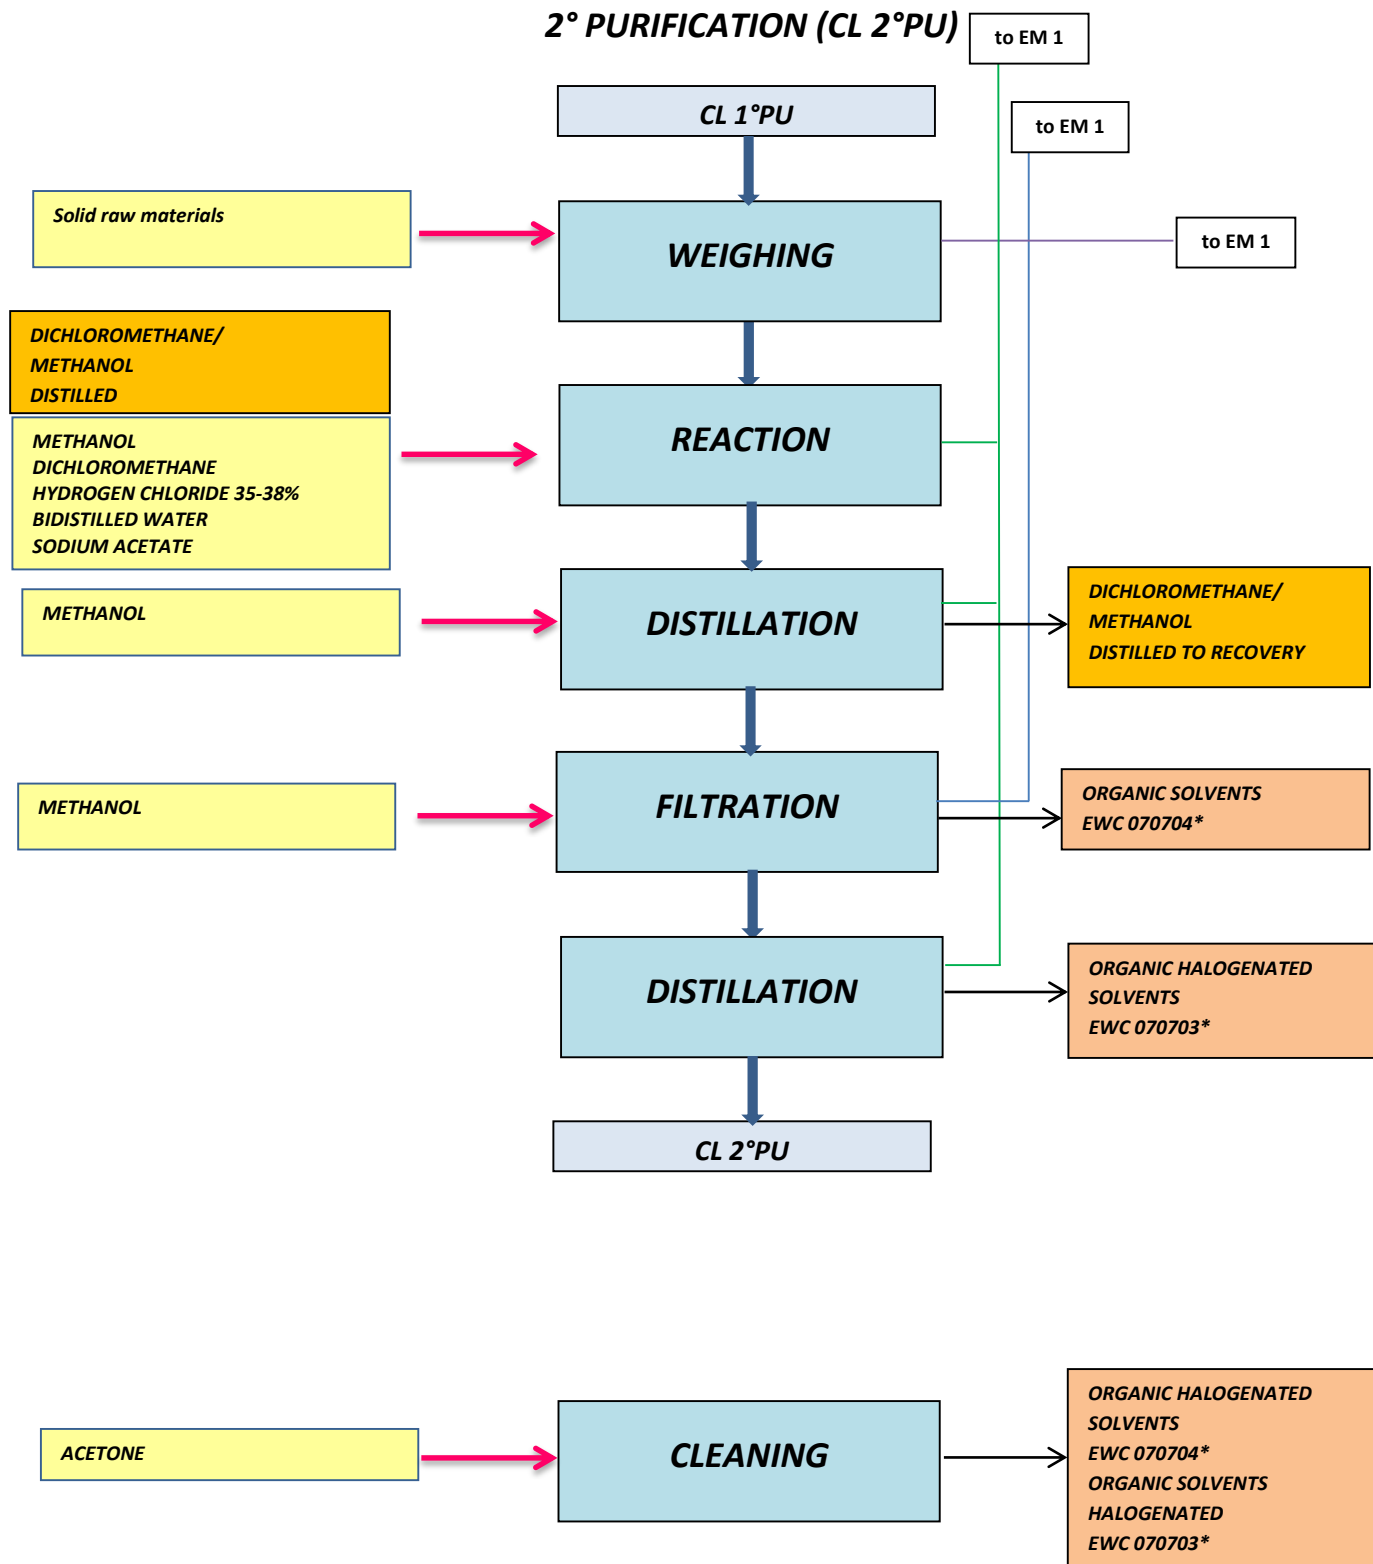 2° PURIFICATION (CL 2°PU)
to EM 1
CL 1°PU
to EM 1
Solid raw materials
WEIGHING
to EM 1
DICHLOROMETHANE/
METHANOL
DISTILLED
METHANOL
DICHLOROMETHANE
HYDROGEN CHLORIDE 35-38%
BIDISTILLED WATER
SODIUM ACETATE
REACTION
METHANOL
DISTILLATION
DICHLOROMETHANE/
METHANOL
DISTILLED TO RECOVERY
METHANOL
FILTRATION
ORGANIC SOLVENTS
EWC 070704*
DISTILLATION
ORGANIC HALOGENATED
SOLVENTS
EWC 070703*
CL 2°PU
ACETONE
CLEANING
ORGANIC HALOGENATED
SOLVENTS
EWC 070704*
ORGANIC SOLVENTS
HALOGENATED
EWC 070703*